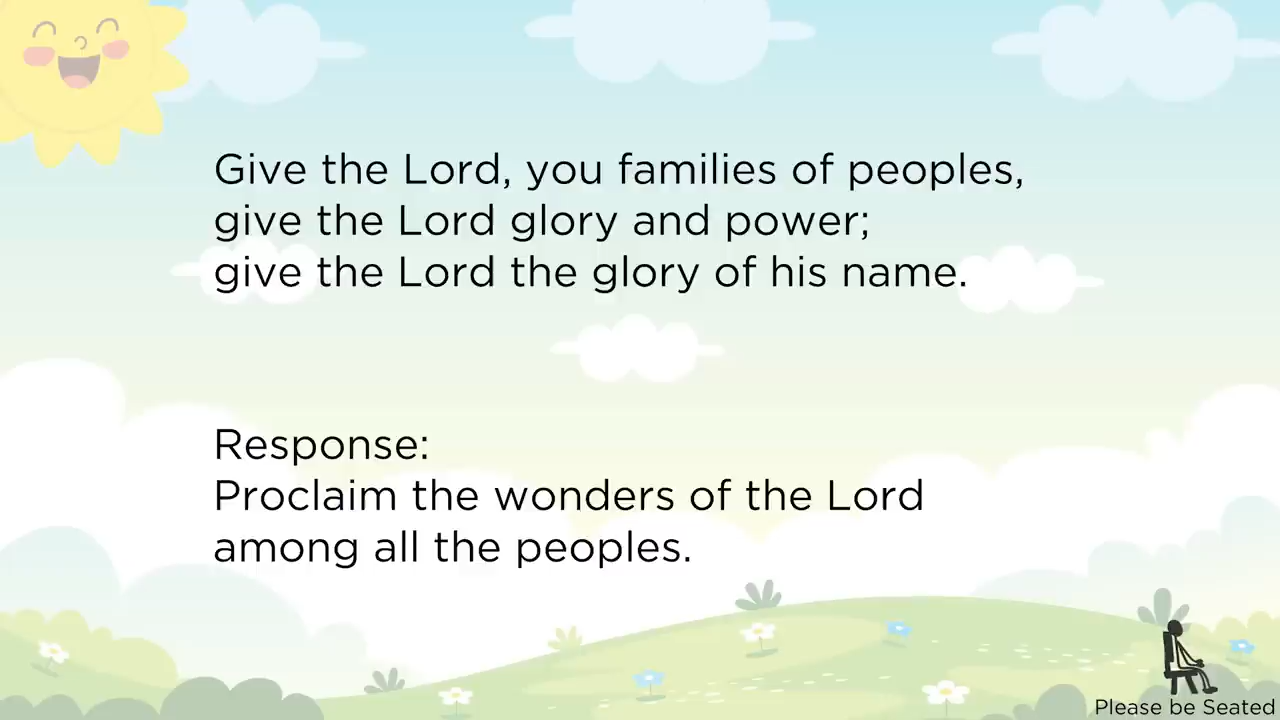 Give the Lord, you families of peoples,
give the Lord glory and power;
give the Lord the glory of his name.
Response:
Proclaim the wonders of the Lord
among all the peoples.
Please be Seated